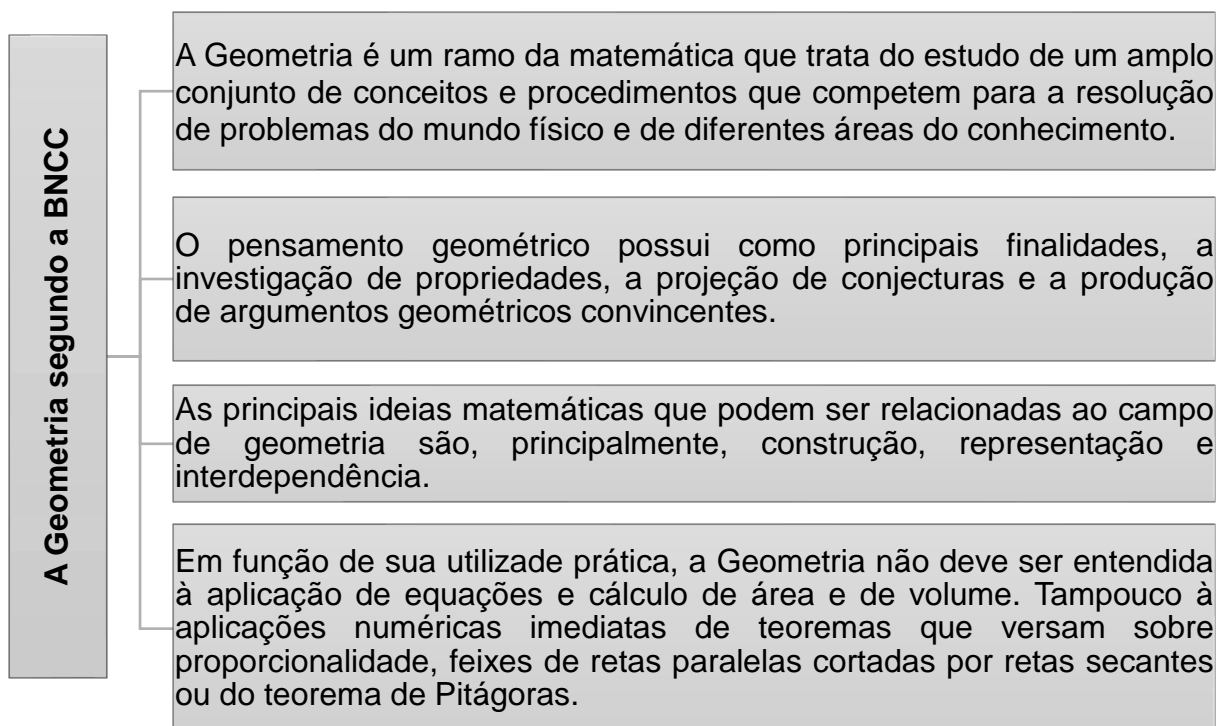 A Geometria segundo a BNCC
A Geometria é um ramo da matemática que trata do estudo de um amplo
conjunto de conceitos e procedimentos que competem para a resolução
de problemas do mundo físico e de diferentes áreas do conhecimento.
O pensamento geométrico possui como principais finalidades, a
investigação de propriedades, a projeção de conjecturas e a produção
de argumentos geométricos convincentes.
As principais ideias matemáticas que podem ser relacionadas ao campo
de geometria são, principalmente, construção, representação e
interdependência.
Em função de sua utilizade prática, a Geometria não deve ser entendida
à aplicação de equações e cálculo de área e de volume. Tampouco à
aplicações numéricas imediatas de teoremas que versam sobre
proporcionalidade, feixes de retas paralelas cortadas por retas secantes
ou do teorema de Pitágoras.